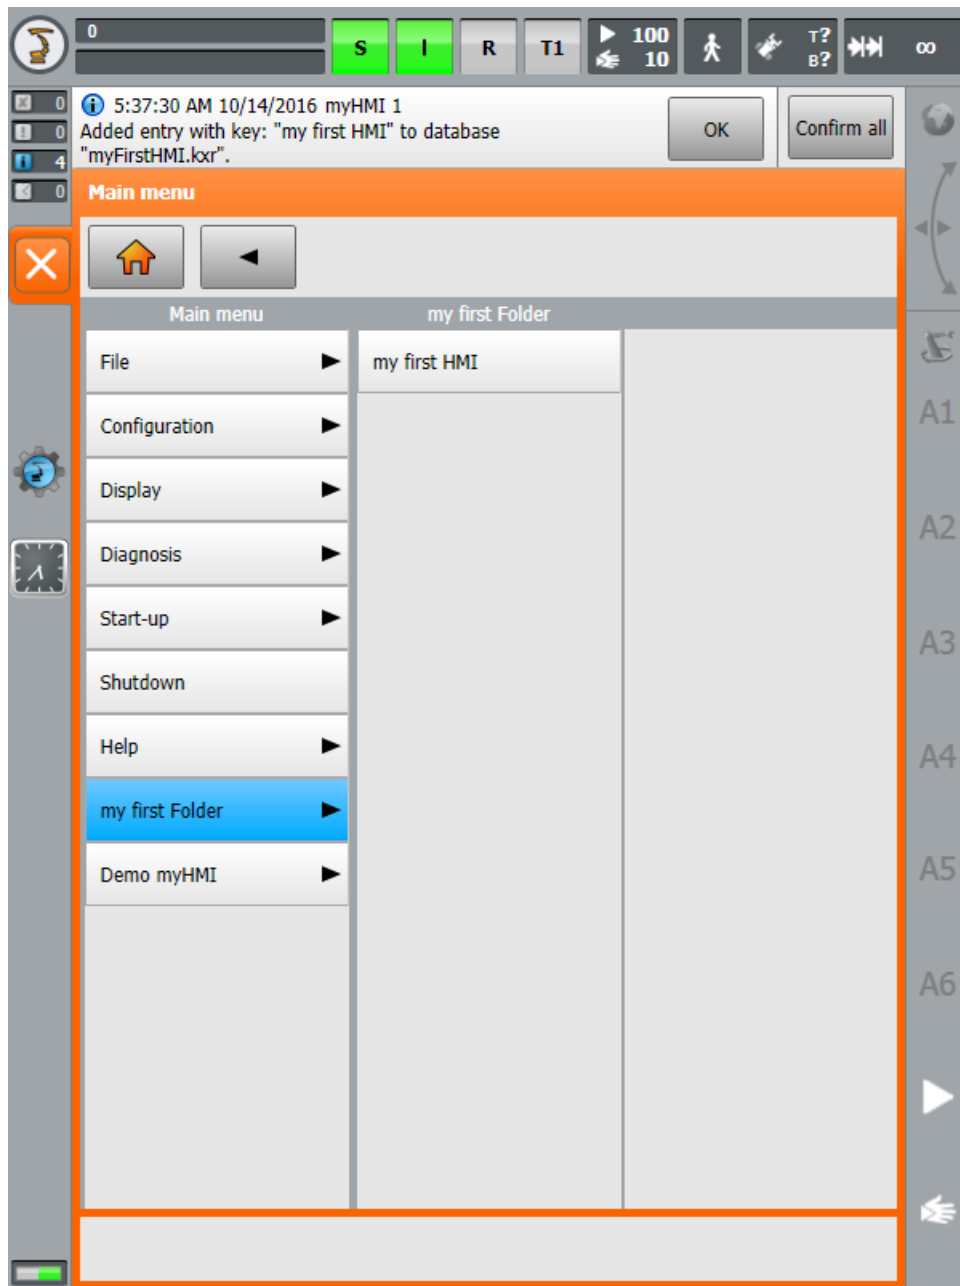 0
S
I
R
T1
100
10
T?
B?
∞
0
0
4
0
5:37:30 AM 10/14/2016 myHMI 1
Added entry with key: "my first HMI" to database
"myFirstHMI.kxr".
OK
Confirm all
Main menu
Main menu
my first Folder
File
my first HMI
Configuration
Display
Diagnosis
Start-up
Shutdown
Help
my first Folder
Demo myHMI
A1
A2
A3
A4
A5
A6